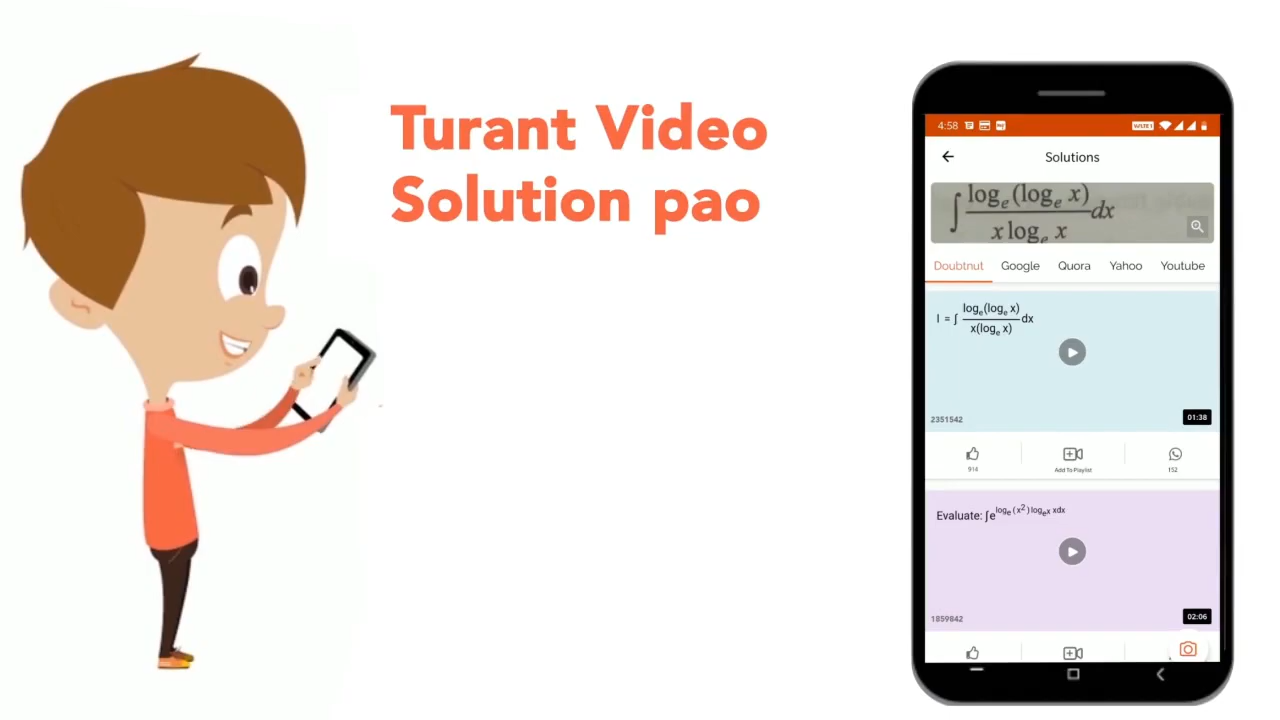 Turant Video
Solution pao
4:58
Solutions
∫ logₑ(logₑ x) / x logₑ x dx
Doubtnut Google Quora Yahoo Youtube
I = ∫ logₑ(logₑ x) / x(logₑ x) dx
2351542 01:38
914 Add To Playlist 152
Evaluate: ∫e^logₑ(x²)logₑx xdx
1859842 02:06